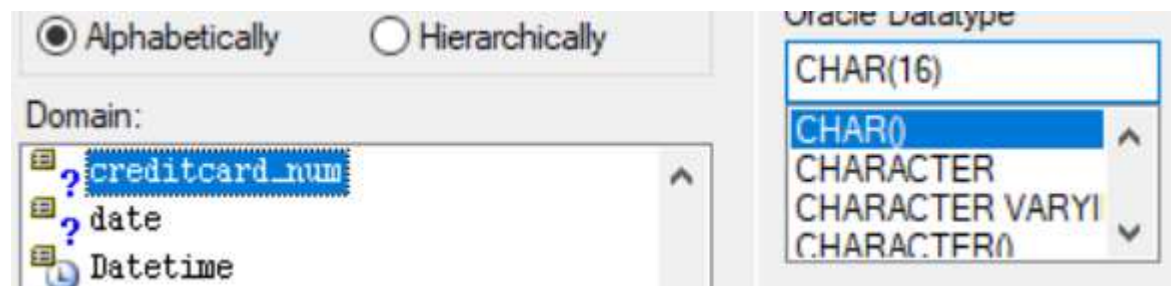 Alphabetically Hierarchically
Domain:
creditcard_num
date
Datetime
Oracle Datatype
CHAR(16)
CHAR()
CHARACTER
CHARACTER VARYI
CHARACTER()